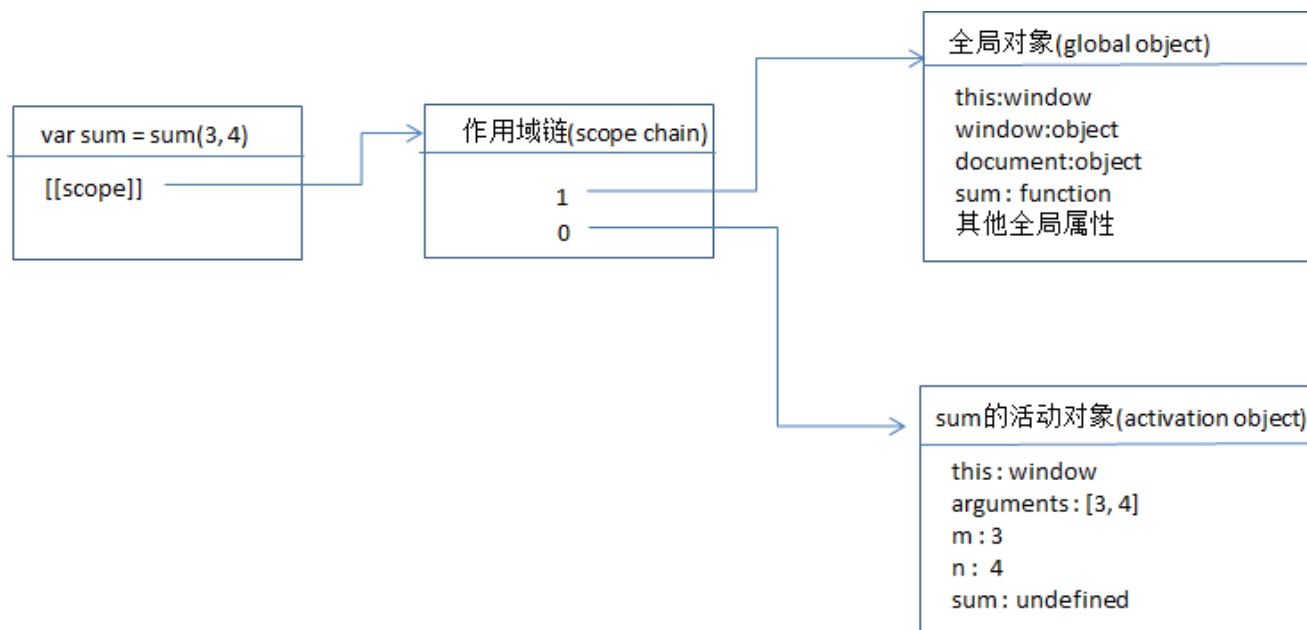 var sum = sum(3, 4)
[[scope]]
作用域链(scope chain)
1
0
全局对象(global object)
this:window
window:object
document:object
sum : function
其他全局属性
sum的活动对象(activation object)
this : window
arguments : [3, 4]
m : 3
n : 4
sum : undefined